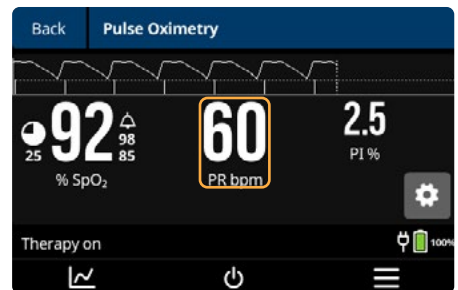 Back Pulse Oximetry
92 98 60 2.5
25 85 PI %
% SpO₂ PR bpm
Therapy on 100%